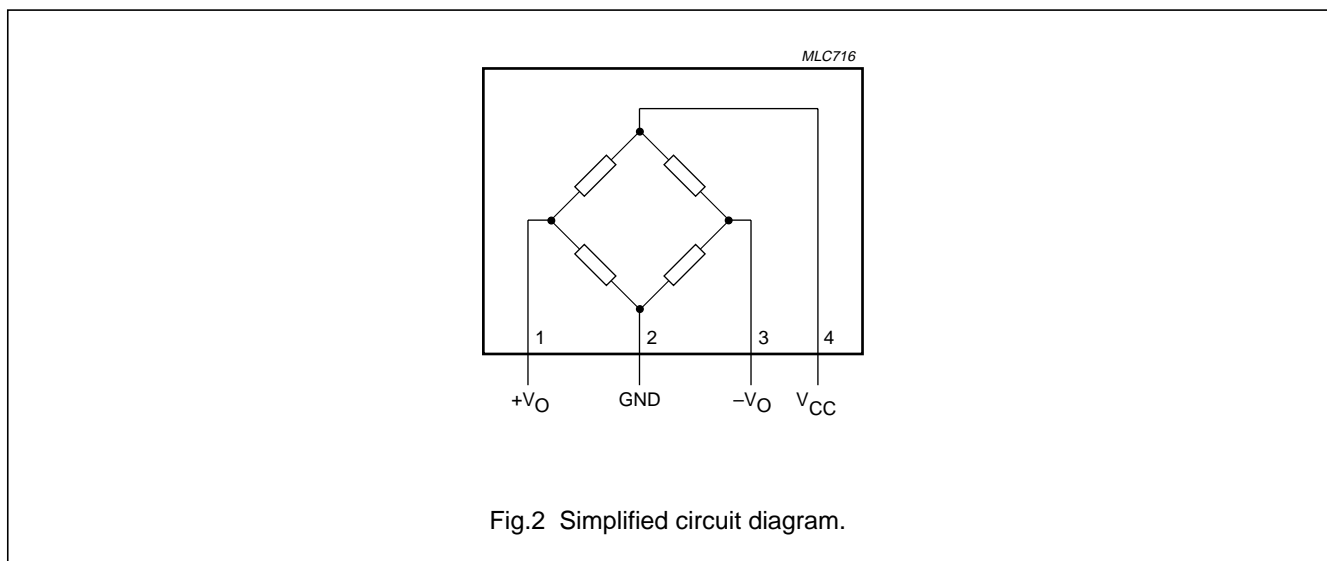 MLC716
1 2 3 4
+VO GND –VO VCC
Fig.2 Simplified circuit diagram.